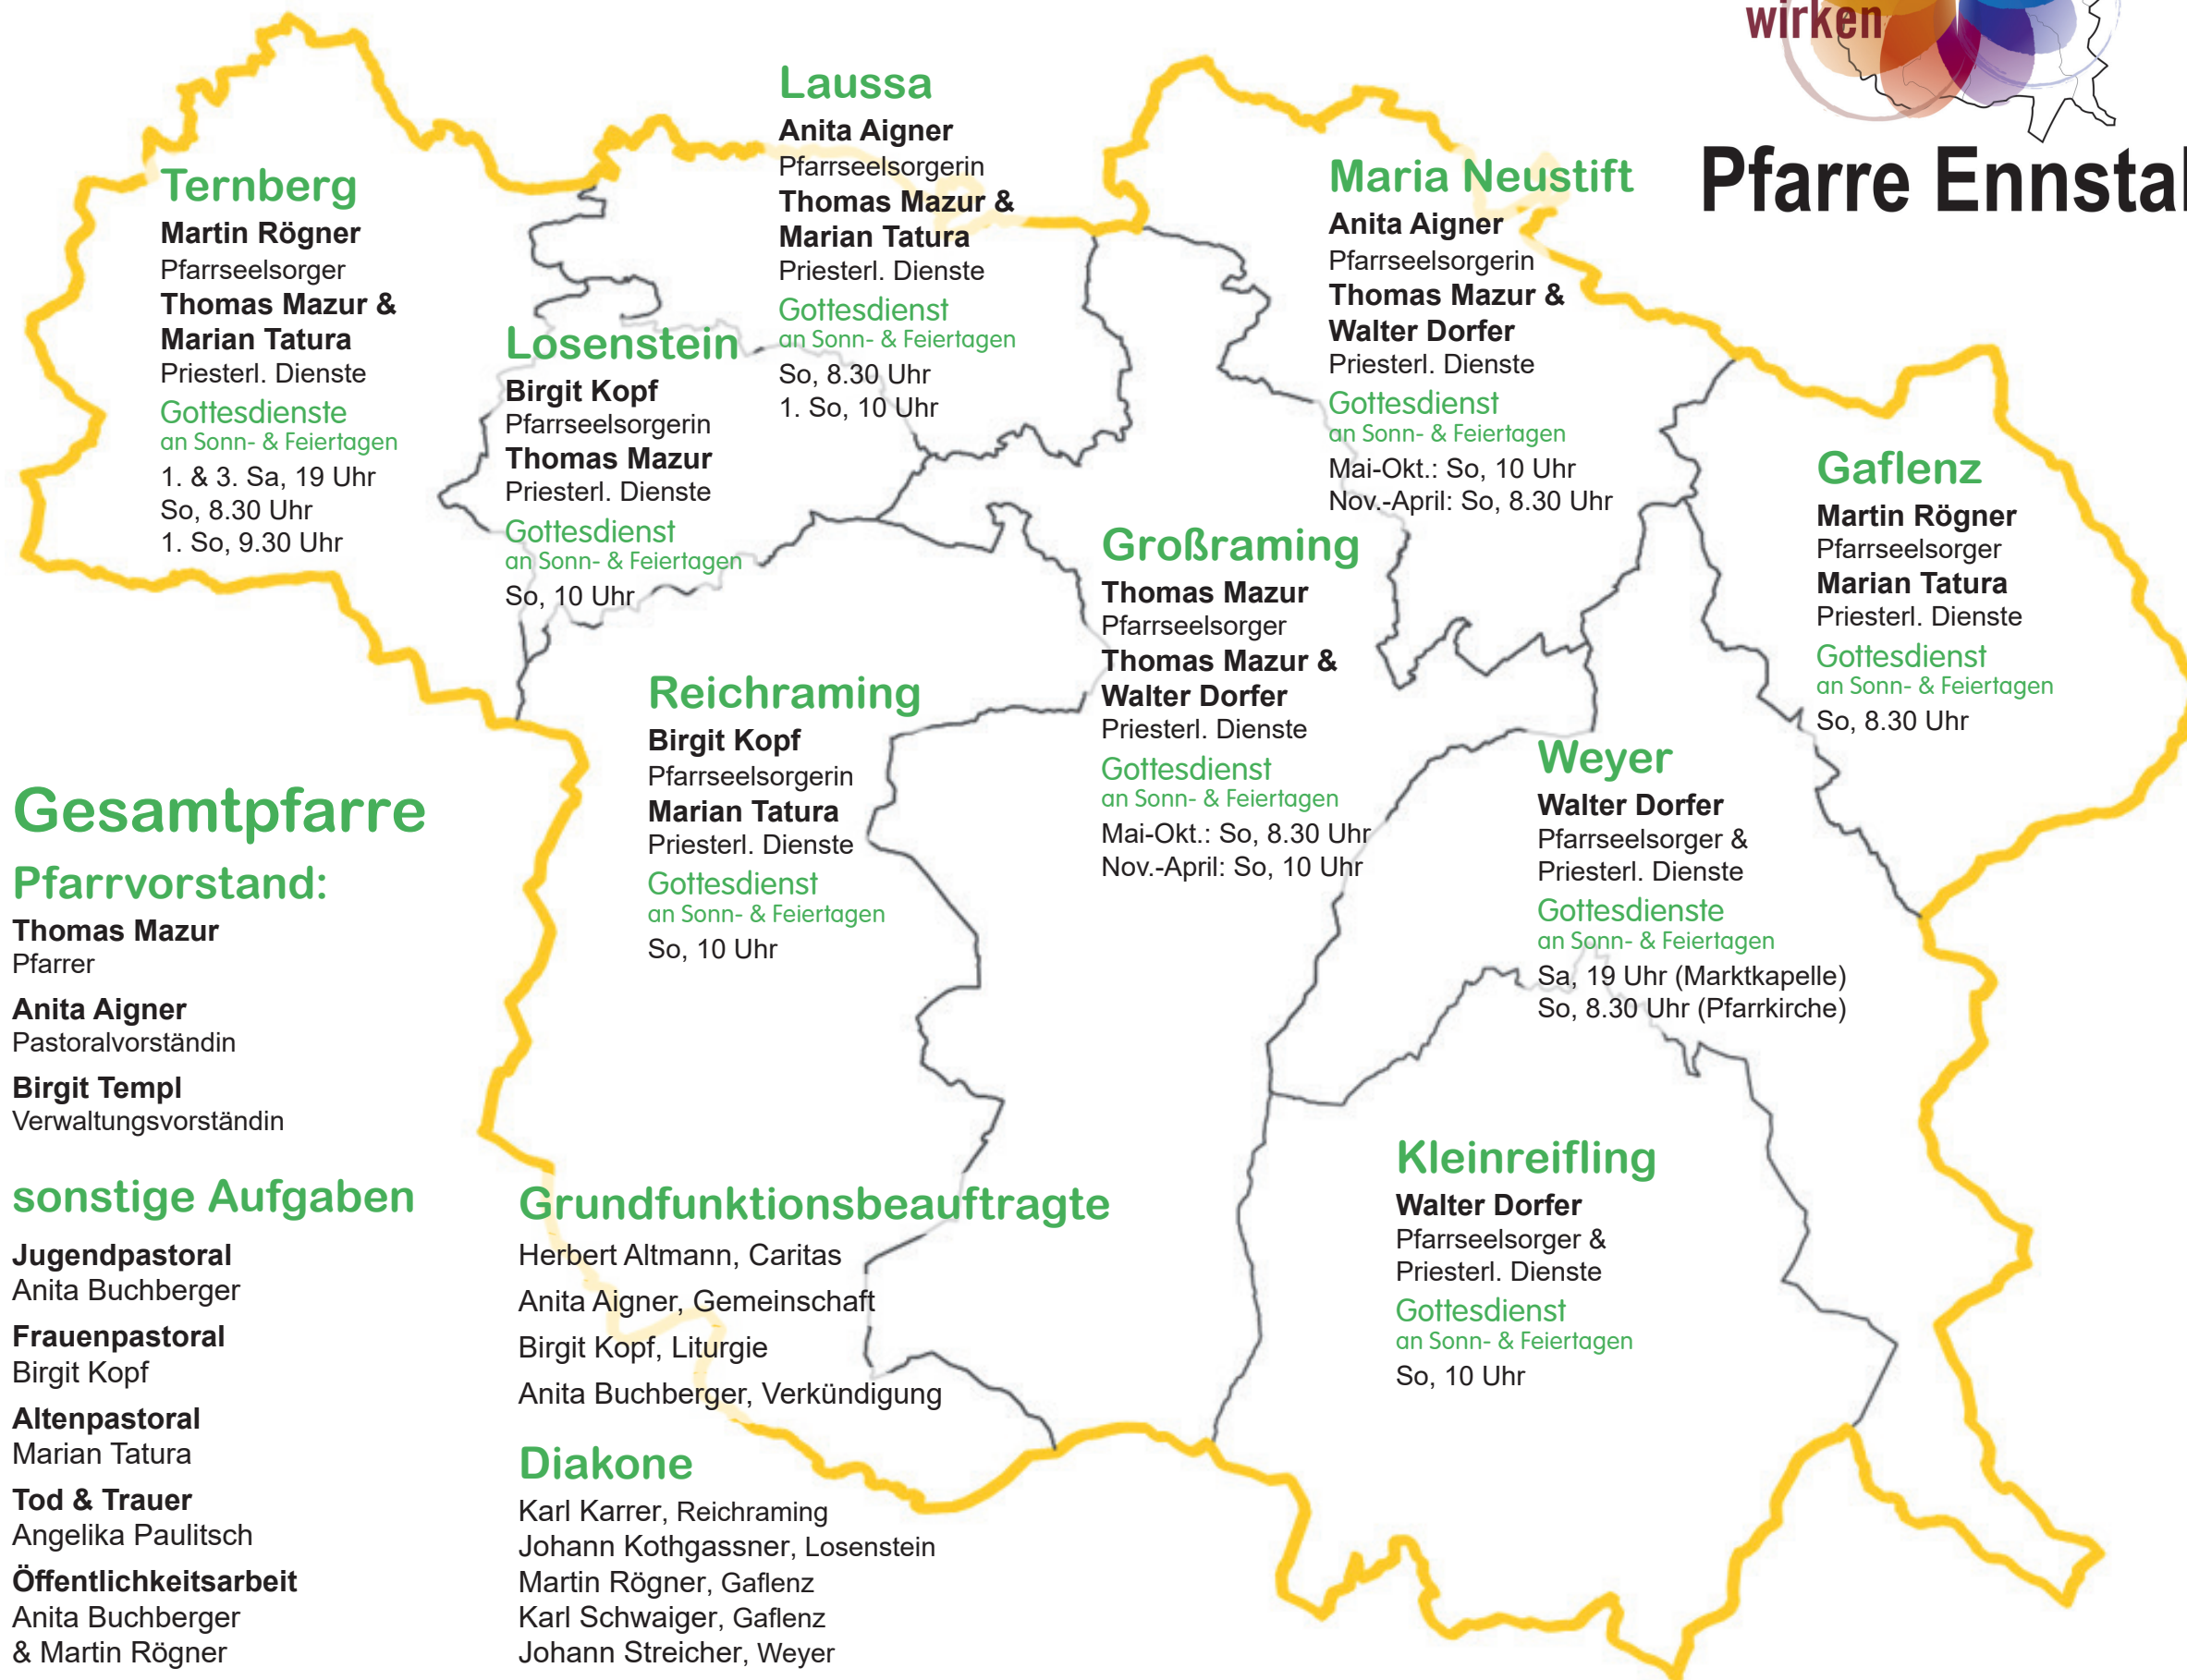 wirken
Pfarre Ennstal
Ternberg
Martin Rögner
Pfarrseelsorger
Thomas Mazur &
Marian Tatura
Priesterl. Dienste
Gottesdienste
an Sonn- & Feiertagen
1. & 3. Sa, 19 Uhr
So, 8.30 Uhr
1. So, 9.30 Uhr
Losenstein
Birgit Kopf
Pfarrseelsorgerin
Thomas Mazur
Priesterl. Dienste
Gottesdienst
an Sonn- & Feiertagen
So, 10 Uhr
Laussa
Anita Aigner
Pfarrseelsorgerin
Thomas Mazur &
Marian Tatura
Priesterl. Dienste
Gottesdienst
an Sonn- & Feiertagen
So, 8.30 Uhr
1. So, 10 Uhr
Maria Neustift
Anita Aigner
Pfarrseelsorgerin
Thomas Mazur &
Walter Dorfer
Priesterl. Dienste
Gottesdienst
an Sonn- & Feiertagen
Mai-Okt.: So, 10 Uhr
Nov.-April: So, 8.30 Uhr
Gaflenz
Martin Rögner
Pfarrseelsorger
Marian Tatura
Priesterl. Dienste
Gottesdienst
an Sonn- & Feiertagen
So, 8.30 Uhr
Großraming
Thomas Mazur
Pfarrseelsorger
Thomas Mazur &
Walter Dorfer
Priesterl. Dienste
Gottesdienst
an Sonn- & Feiertagen
Mai-Okt.: So, 8.30 Uhr
Nov.-April: So, 10 Uhr
Reichraming
Birgit Kopf
Pfarrseelsorgerin
Marian Tatura
Priesterl. Dienste
Gottesdienst
an Sonn- & Feiertagen
So, 10 Uhr
Weyer
Walter Dorfer
Pfarrseelsorger &
Priesterl. Dienste
Gottesdienste
an Sonn- & Feiertagen
Sa, 19 Uhr (Marktkapelle)
So, 8.30 Uhr (Pfarrkirche)
Kleinreifling
Walter Dorfer
Pfarrseelsorger &
Priesterl. Dienste
Gottesdienst
an Sonn- & Feiertagen
So, 10 Uhr
Gesamtpfarre
Pfarrvorstand:
Thomas Mazur
Pfarrer
Anita Aigner
Pastoralvorständin
Birgit Templ
Verwaltungsvorständin
sonstige Aufgaben
Jugendpastoral
Anita Buchberger
Frauenpastoral
Birgit Kopf
Altenpastoral
Marian Tatura
Tod & Trauer
Angelika Paulitsch
Öffentlichkeitsarbeit
Anita Buchberger
& Martin Rögner
Grundfunktionsbeauftragte
Herbert Altmann, Caritas
Anita Aigner, Gemeinschaft
Birgit Kopf, Liturgie
Anita Buchberger, Verkündigung
Diakone
Karl Karrer, Reichraming
Johann Kothgassner, Losenstein
Martin Rögner, Gaflenz
Karl Schwaiger, Gaflenz
Johann Streicher, Weyer